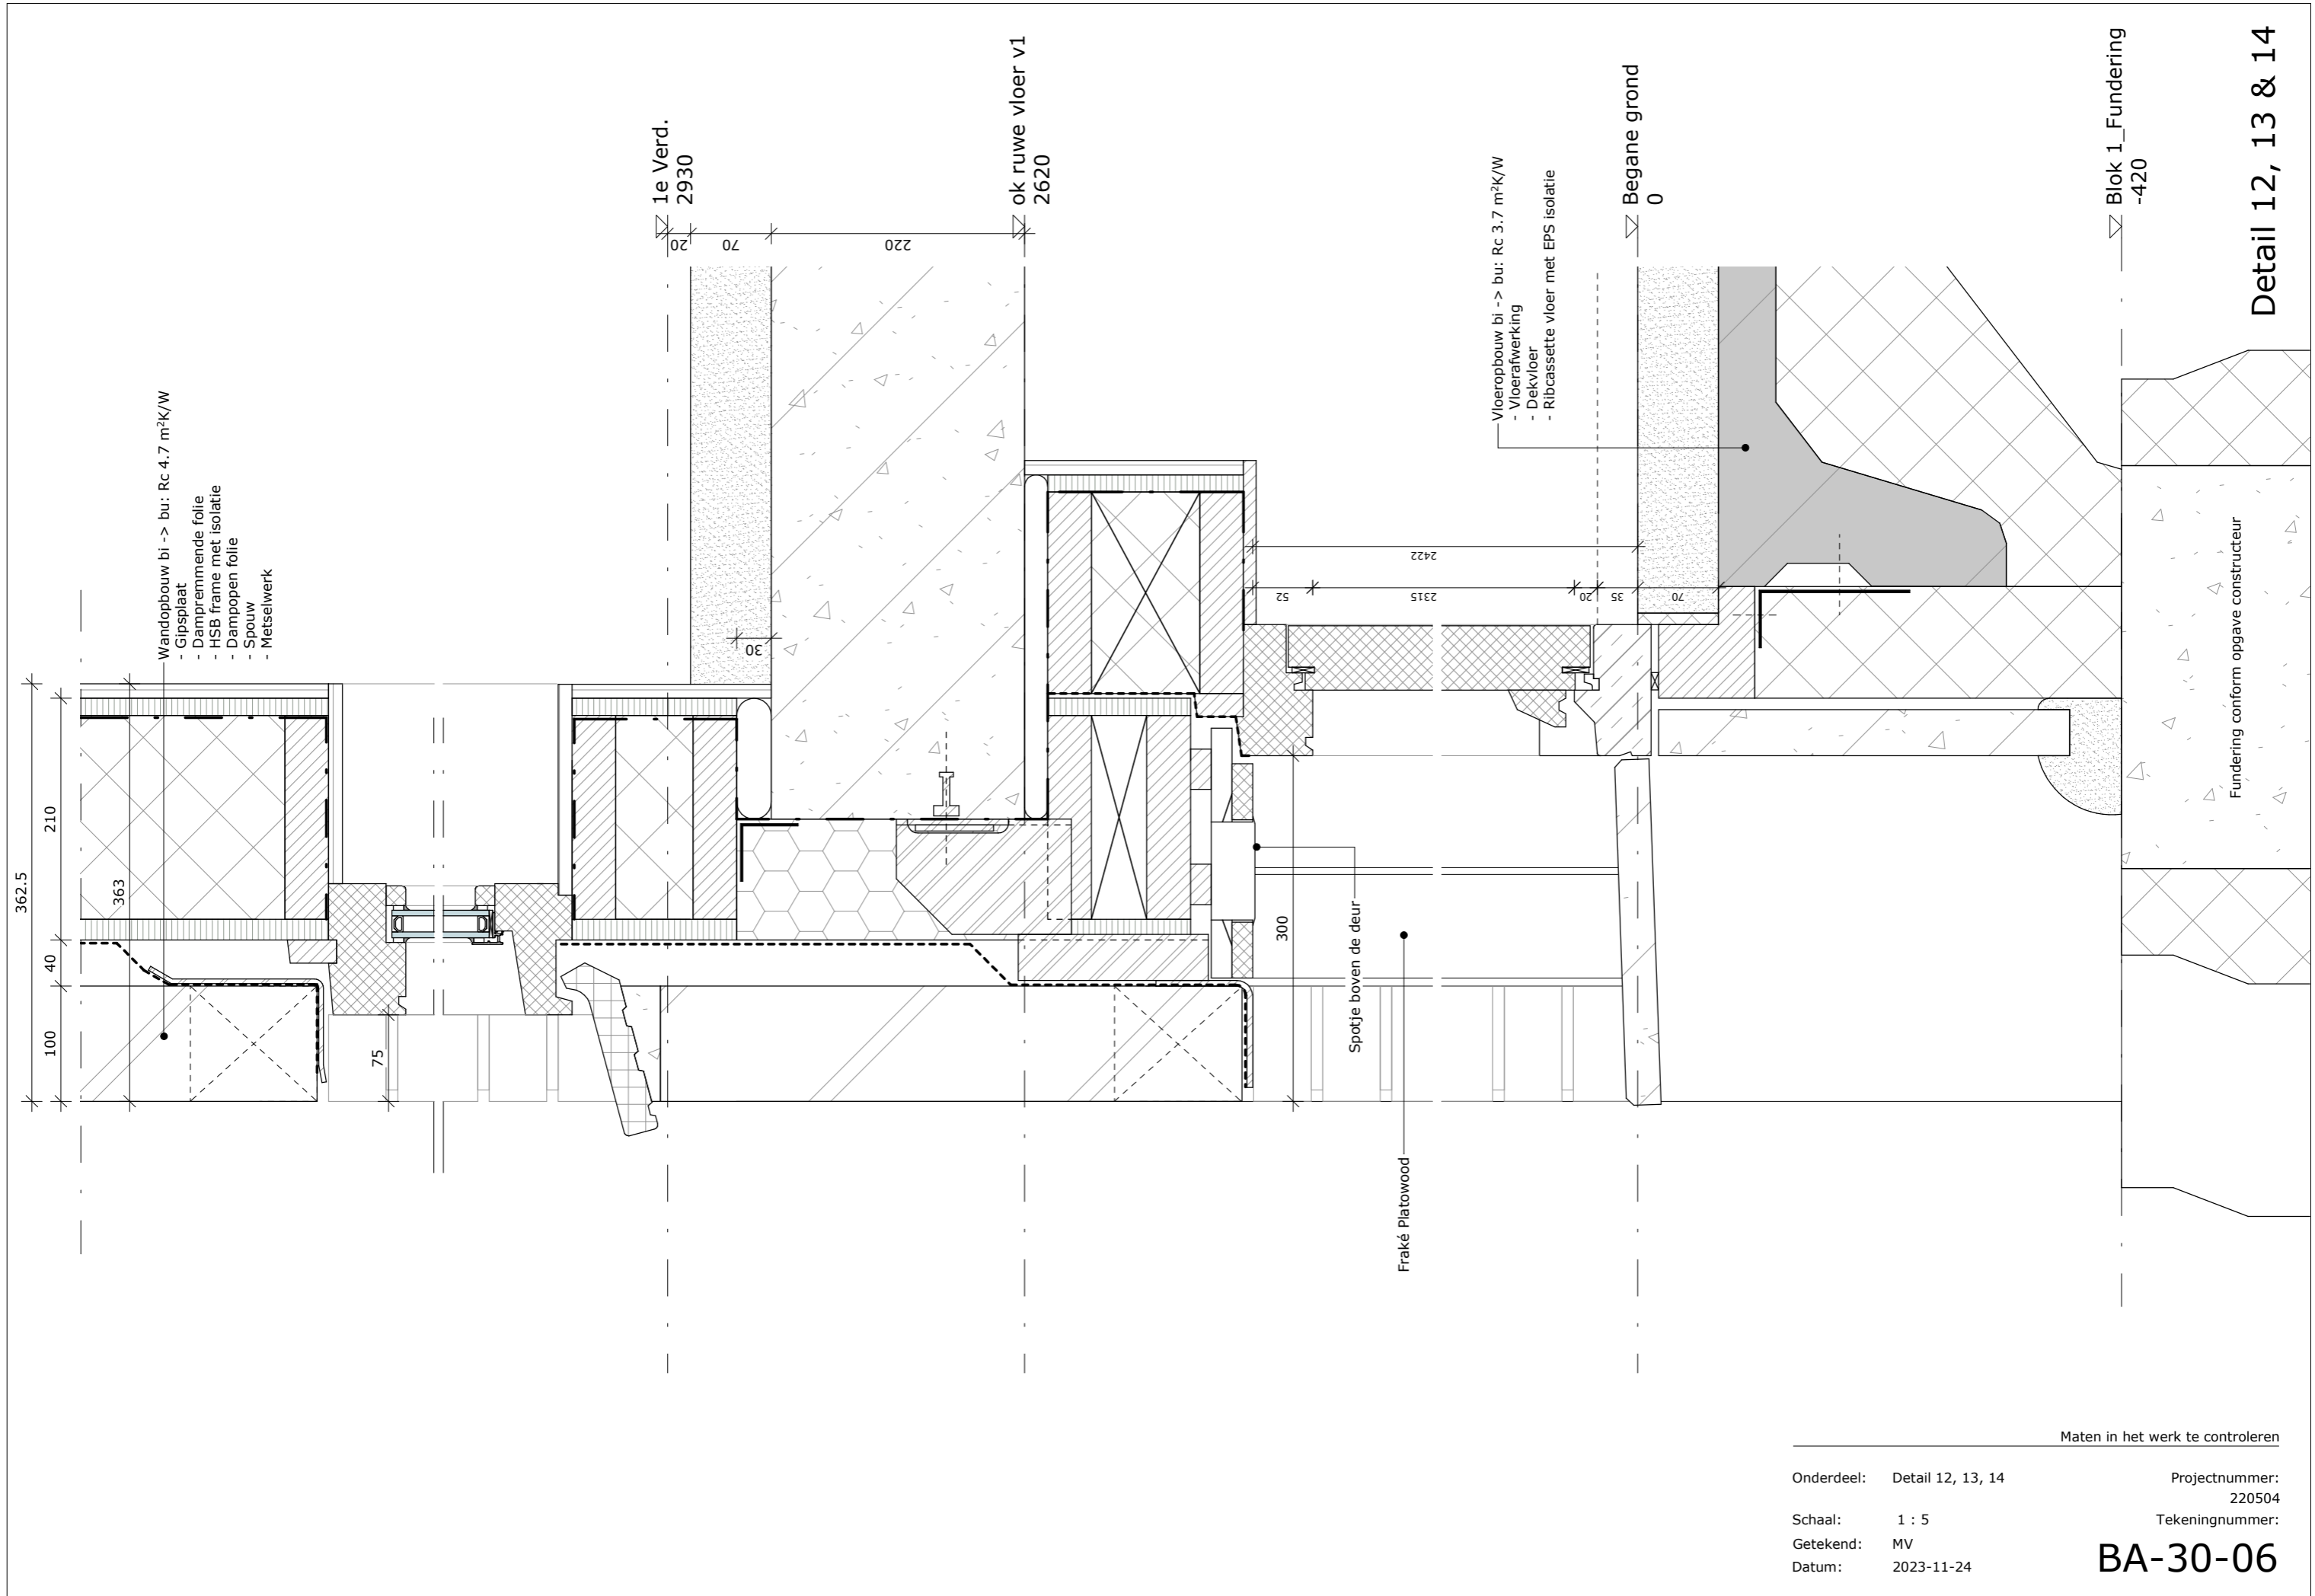 Detail 12, 13 & 14
1e Verd.
2930
ok ruwe vloer v1
2620
Begane grond
0
Blok 1_Fundering
-420
20
70
220
30
Wandopbouw bi -> bu: Rc 4.7 m²K/W
- Gipsplaat
- Dampremmende folie
- HSB frame met isolatie
- Dampopen folie
- Spouw
- Metselwerk
Vloeropbouw bi -> bu: Rc 3.7 m²K/W
- Vloerafwerking
- Dekvloer
- Ribcassette vloer met EPS isolatie
2422
52
2315
20
35
70
362.5
210
40
100
363
75
300
Spotje boven de deur
Fraké Platowood
Fundering conform opgave constructeur
Maten in het werk te controleren
Onderdeel: Detail 12, 13, 14
Projectnummer:
220504
Schaal: 1 : 5
Tekeningnummer:
Getekend: MV
BA-30-06
Datum: 2023-11-24